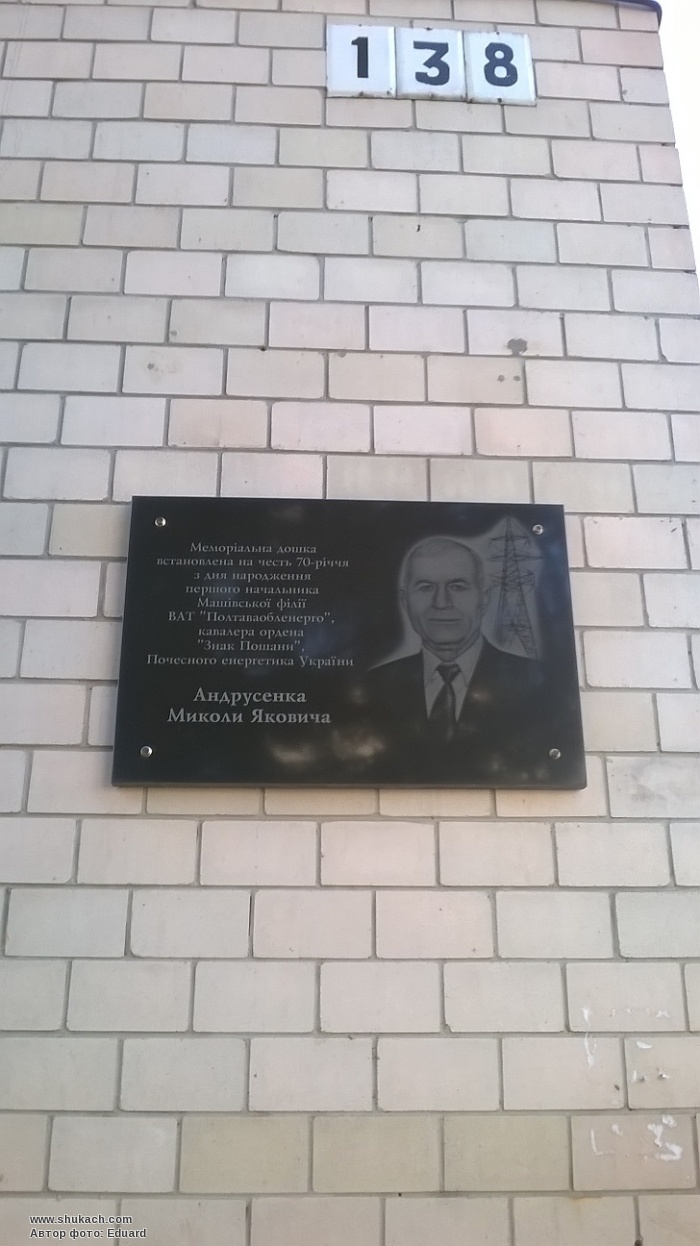 138
Меморіальна дошка
встановлена на честь 70-річчя
з дня народження
першого начальника
Машівської філії
ВАТ "Полтаваобленерго",
кавалера ордена
"Знак Пошани",
Почесного енергетика України
Андрусенка
Миколи Яковича
www.shukach.com
Автор фото: Eduard